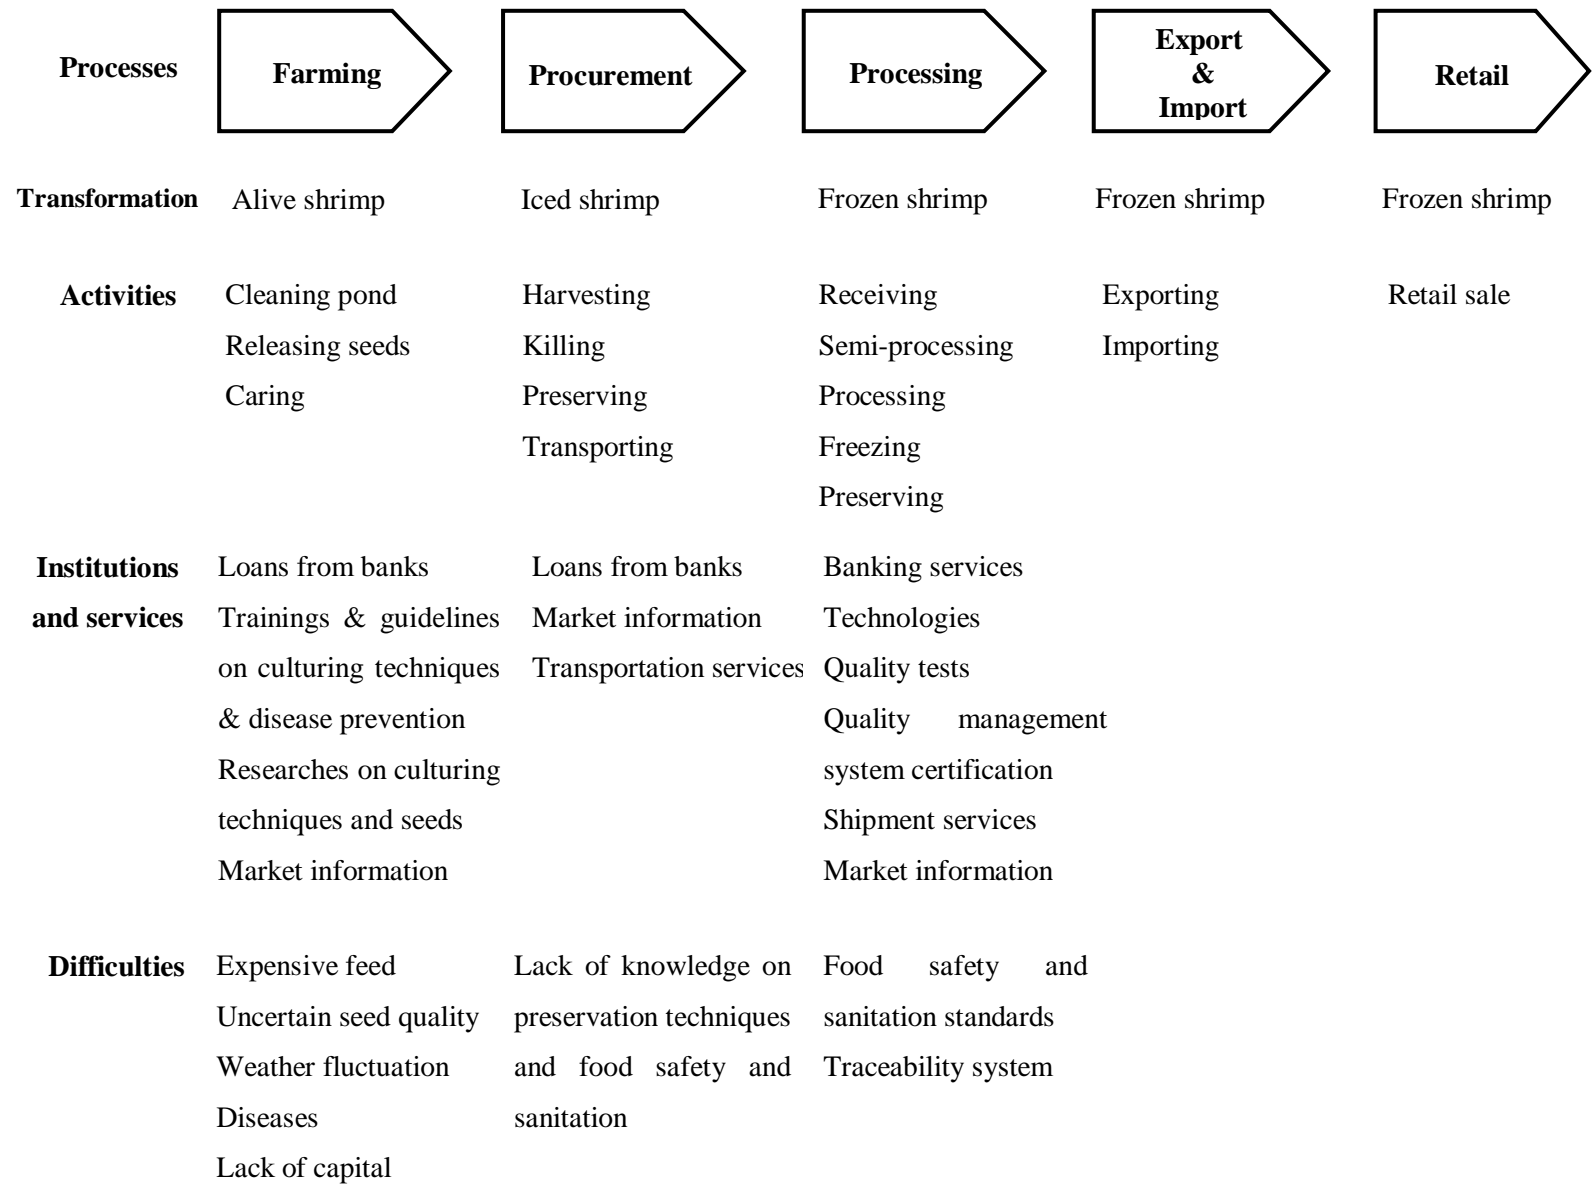 Processes
Farming
Procurement
Processing
Export
&
Import
Retail
Transformation
Alive shrimp
Iced shrimp
Frozen shrimp
Frozen shrimp
Frozen shrimp
Activities
Cleaning pond
Releasing seeds
Caring
Harvesting
Killing
Preserving
Transporting
Receiving
Semi-processing
Processing
Freezing
Preserving
Exporting
Importing
Retail sale
Institutions
and services
Loans from banks
Trainings & guidelines
on culturing techniques
& disease prevention
Researches on culturing
techniques and seeds
Market information
Loans from banks
Market information
Transportation services
Banking services
Technologies
Quality tests
Quality management
system certification
Shipment services
Market information
Difficulties
Expensive feed
Uncertain seed quality
Weather fluctuation
Diseases
Lack of capital
Lack of knowledge on
preservation techniques
and food safety and
sanitation
Food safety and
sanitation standards
Traceability system